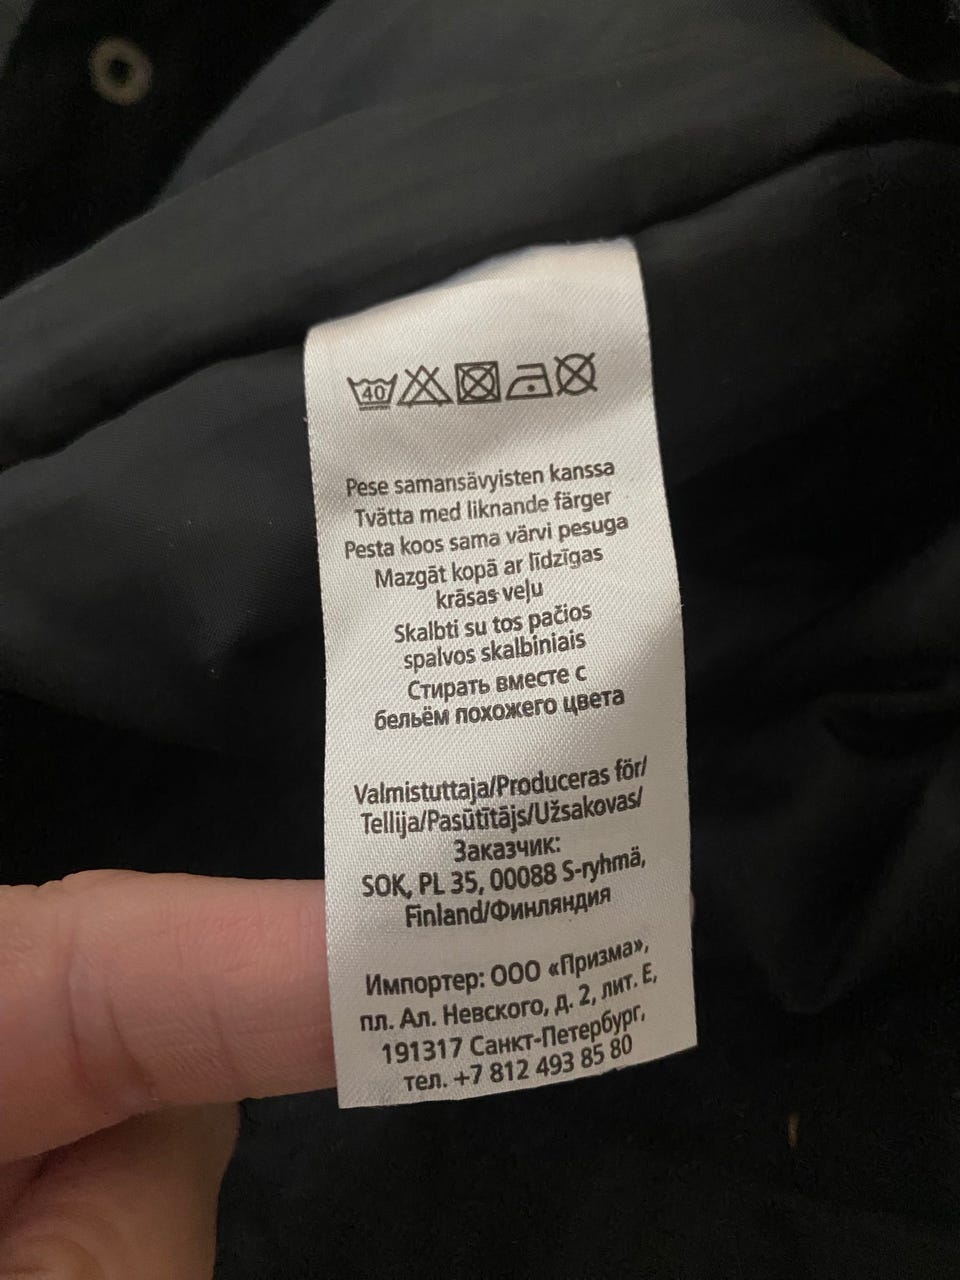 40
Pese samansävyisten kanssa
Tvätta med liknande färger
Pesta koos sama värvi pesuga
Mazgāt kopā ar līdzīgas
krāsas veļu
Skalbti su tos pačios
spalvos skalbiniais
Стирать вместе с
бельём похожего цвета
Valmistuttaja/Produceras för/
Tellija/Pasūtītājs/Užsakovas/
Заказчик:
SOK, PL 35, 00088 S-ryhmä,
Finland/Финляндия
Импортер: ООО «Призма»,
пл. Ал. Невского, д. 2, лит. Е,
191317 Санкт-Петербург,
тел. +7 812 493 85 80